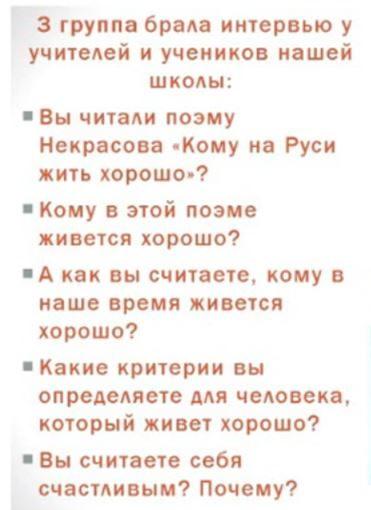 3 группа брала интервью у
учителей и учеников нашей
школы:
Вы читали поэму
Некрасова «Кому на Руси
жить хорошо»?
Кому в этой поэме
живется хорошо?
А как вы считаете, кому в
наше время живется
хорошо?
Какие критерии вы
определяете для человека,
который живет хорошо?
Вы считаете себя
счастливым? Почему?